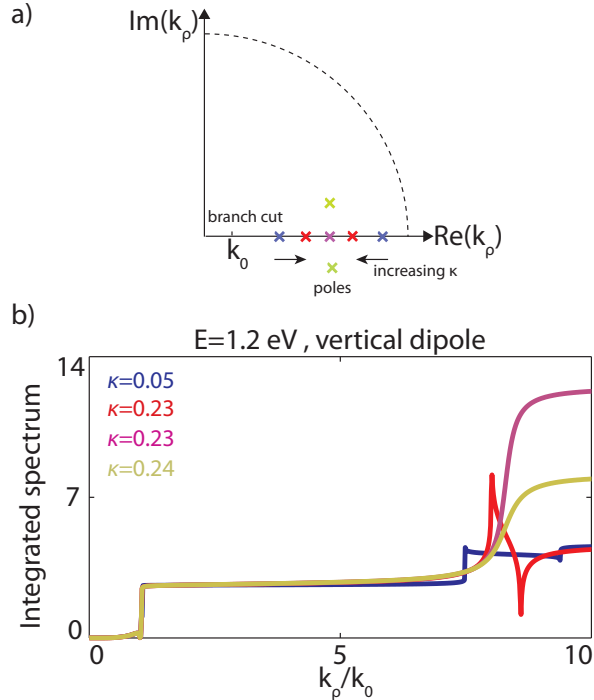 a)
Im(kρ)
branch cut
Re(kρ)
k0
increasing κ
poles
b)
E=1.2 eV , vertical dipole
14
κ=0.05
κ=0.23
κ=0.23
κ=0.24
7
0
Integrated spectrum
0 5 10
kρ/k0